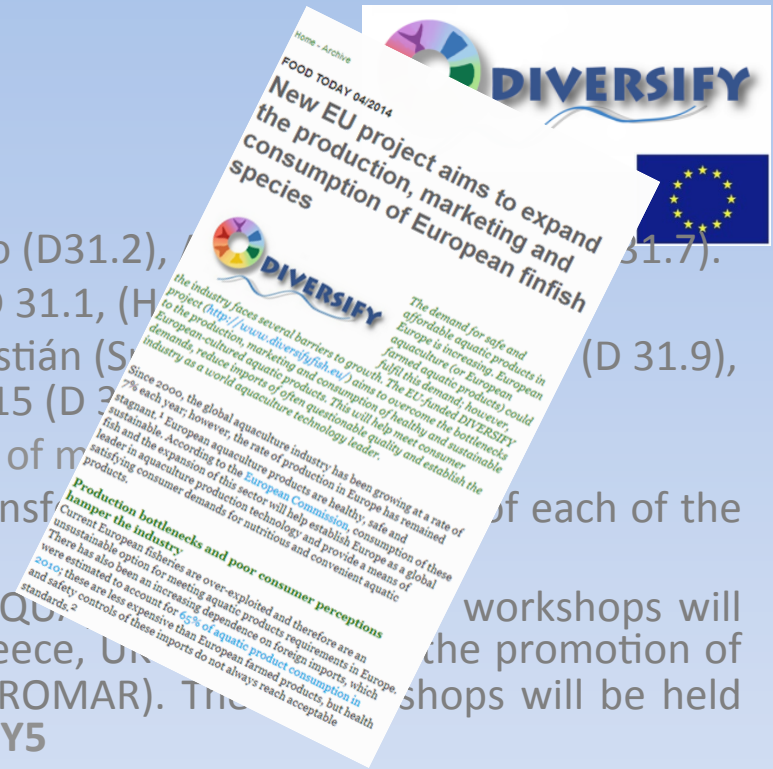 DIVERSIFY
Home - Archive
FOOD TODAY 04/2014
New EU project aims to expand
the production, marketing and
consumption of European finfish
species
DIVERSIFY
The demand for safe and
affordable aquatic products in
Europe is increasing. European
aquaculture (or European
farmed aquatic products) could
fulfil this demand; however,
the industry faces several barriers to growth. The EU-funded DIVERSIFY
project (http://www.diversifyfish.eu/) aims to overcome the bottlenecks
to the production, marketing and consumption of healthy and sustainable
European-cultured aquatic products. This will help meet consumer
demands, reduce imports of often questionable quality and establish the
industry as a world aquaculture technology leader.
Since 2000, the global aquaculture industry has been growing at a rate of
7% each year; however, the rate of production in Europe has remained
stagnant.1 European aquaculture products are healthy, safe and
sustainable. According to the European Commission, consumption of these
fish and the expansion of this sector will help establish Europe as a global
leader in aquaculture production technology and provide a means of
satisfying consumer demands for nutritious and convenient aquatic
products.
Production bottlenecks and poor consumer perceptions
hamper the industry
Current European fisheries are over-exploited and therefore are an
unsustainable option for meeting aquatic products requirements in Europe.
There has also been an increasing dependence on foreign imports, which
were estimated to account for 65% of aquatic product consumption in
2010; these are less expensive than European farmed products, but health
and safety controls of these imports do not always reach acceptable
standards.2
(D31.2), 31.7).
31.1,
(D 31.9),
15 (D
of
of each of the
workshops will
UK the promotion of
shops will be held
Y5